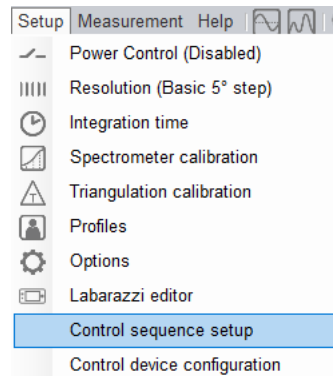 Setup Measurement Help
Power Control (Disabled)
Resolution (Basic 5° step)
Integration time
Spectrometer calibration
Triangulation calibration
Profiles
Options
Labarazzi editor
Control sequence setup
Control device configuration